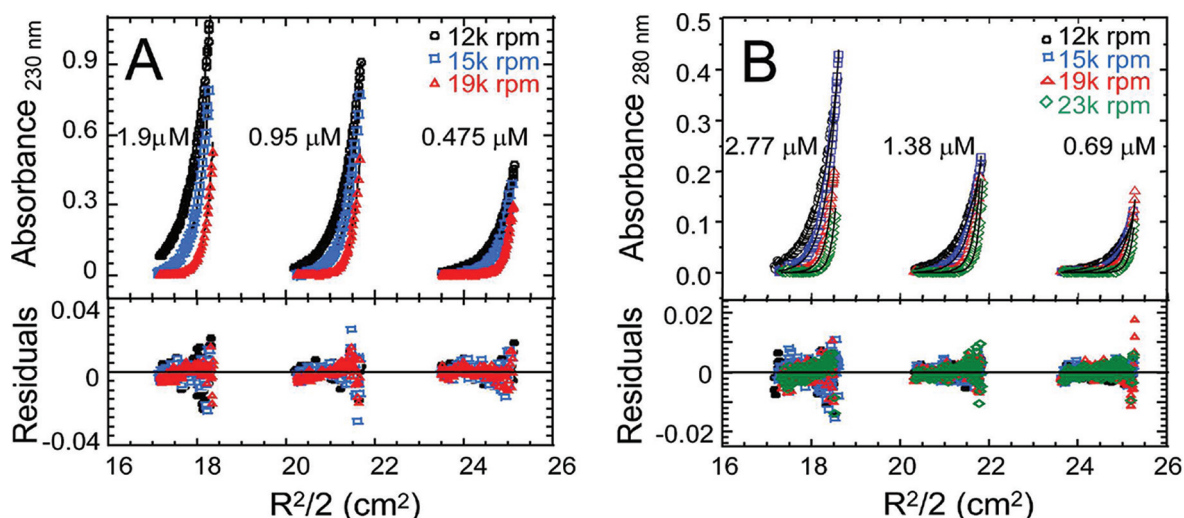 A
12k rpm
15k rpm
19k rpm
1.9μM
0.95 μM
0.475 μM
Absorbance 230 nm
0.9
0.6
0.3
0
Residuals
0.04
0
-0.04
16 18 20 22 24 26
R²/2 (cm²)
B
12k rpm
15k rpm
19k rpm
23k rpm
2.77 μM
1.38 μM
0.69 μM
Absorbance 280 nm
0.5
0.4
0.3
0.2
0.1
0.0
Residuals
0.02
0
-0.02
16 18 20 22 24 26
R²/2 (cm²)